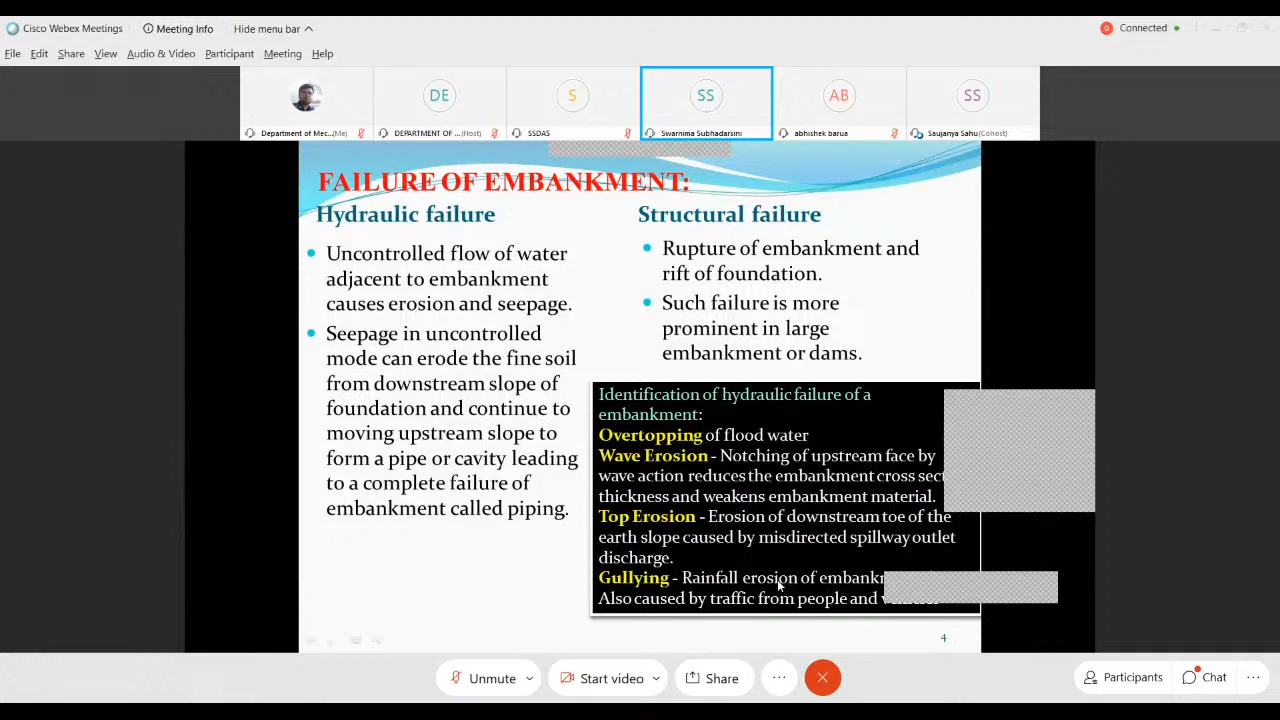 Cisco Webex Meetings
Meeting Info
Hide menu bar
Connected
File Edit Share View Audio & Video Participant Meeting Help
DE
S
SS
AB
SS
Department of Mec... (Me)
DEPARTMENT OF ... (Host)
SSDAS
Swarnima Subhadarsini
abhishek barua
Saujanya Sahu (Cohost)
FAILURE OF EMBANKMENT:
Hydraulic failure
Uncontrolled flow of water
adjacent to embankment
causes erosion and seepage.
Seepage in uncontrolled
mode can erode the fine soil
from downstream slope of
foundation and continue to
moving upstream slope to
form a pipe or cavity leading
to a complete failure of
embankment called piping.
Structural failure
Rupture of embankment and
rift of foundation.
Such failure is more
prominent in large
embankment or dams.
Identification of hydraulic failure of a
embankment:
Overtopping of flood water
Wave Erosion - Notching of upstream face by
wave action reduces the embankment cross
thickness and weakens embankment material.
Top Erosion - Erosion of downstream toe of the
earth slope caused by misdirected spillway outlet
discharge.
Gullying - Rainfall erosion of
Also caused by traffic from people and
4
Unmute
Start video
Share
Participants
Chat